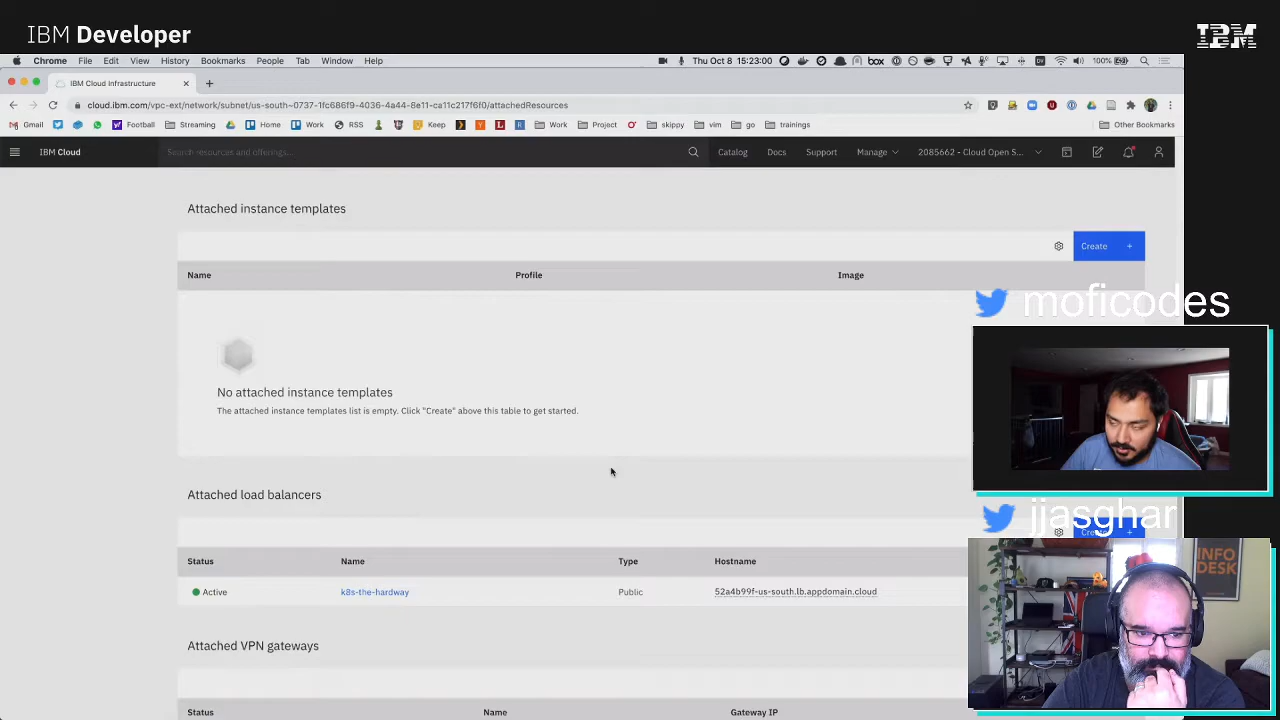 IBM Developer
IBM
Chrome File Edit View History Bookmarks People Tab Window Help
Thu Oct 8 15:23:00
100%
IBM Cloud Infrastructure
cloud.ibm.com/vpc-ext/network/subnet/us-south~0737-1fc686f9-4036-4a44-8e11-ca11c217f6f0/attachedResources
Gmail Football Streaming Home Work RSS Keep Work Project skippy vim go trainings Other Bookmarks
IBM Cloud
Search resources and offerings...
Catalog Docs Support Manage 2085662 - Cloud Open S...
Attached instance templates
Create +
Name Profile Image
moficodes
No attached instance templates
The attached instance templates list is empty. Click "Create" above this table to get started.
Attached load balancers
jjasghar
Create +
Status Name Type Hostname
Active k8s-the-hardway Public 52a4b99f-us-south.lb.appdomain.cloud
INFO
DESK
Attached VPN gateways
Status Name Gateway IP